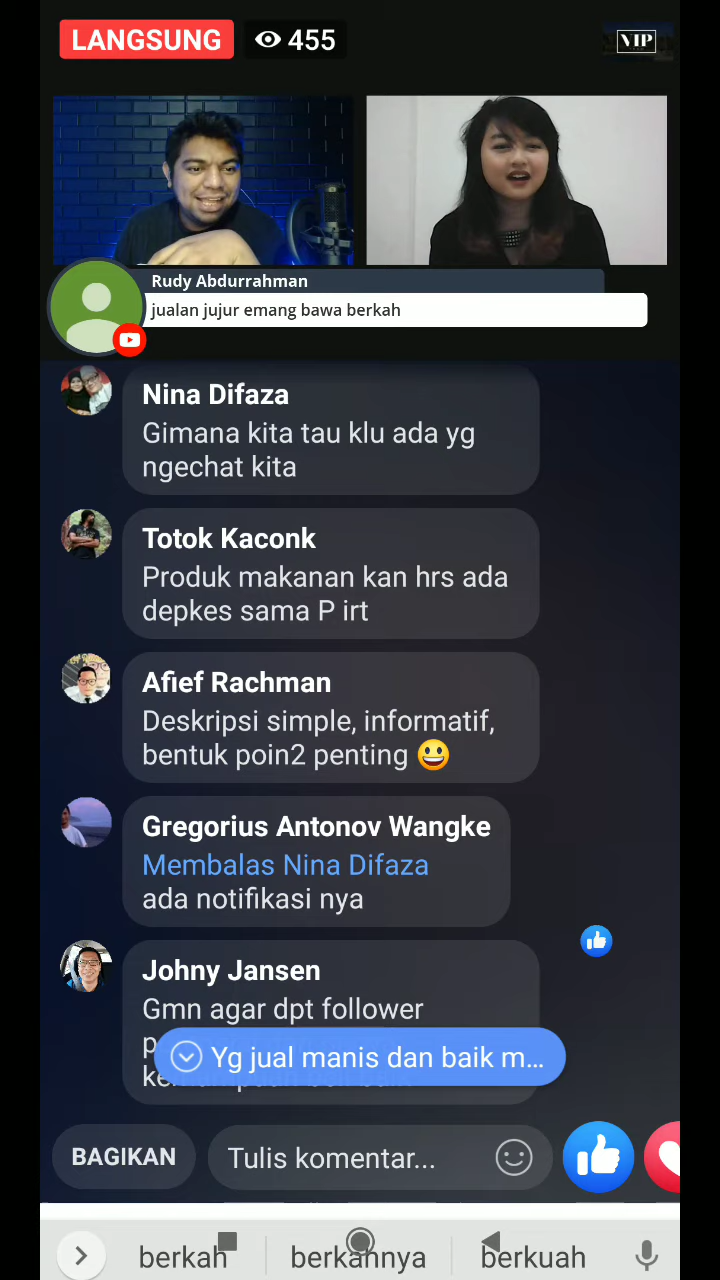 LANGSUNG 455
VIP
Rudy Abdurrahman
jualan jujur emang bawa berkah
Nina Difaza
Gimana kita tau klu ada yg
ngechat kita
Totok Kaconk
Produk makanan kan hrs ada
depkes sama P irt
Afief Rachman
Deskripsi simple, informatif,
bentuk poin2 penting 😀
Gregorius Antonov Wangke
Membalas Nina Difaza
ada notifikasi nya
Johny Jansen
Gmn agar dpt follower
Yg jual manis dan baik m...
BAGIKAN
Tulis komentar...
berkah berkahnya berkuah